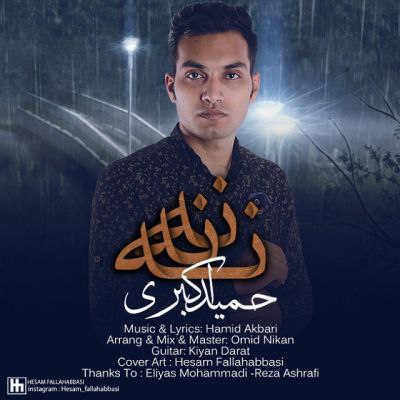 حمید اکبری
Music & Lyrics: Hamid Akbari
Arrang & Mix & Master: Omid Nikan
Guitar: Kiyan Darat
Cover Art : Hesam Fallahabbasi
Thanks To : Eliyas Mohammadi -Reza Ashrafi
HESAM FALLAHABBASI
instagram : Hesam_fallahabbasi